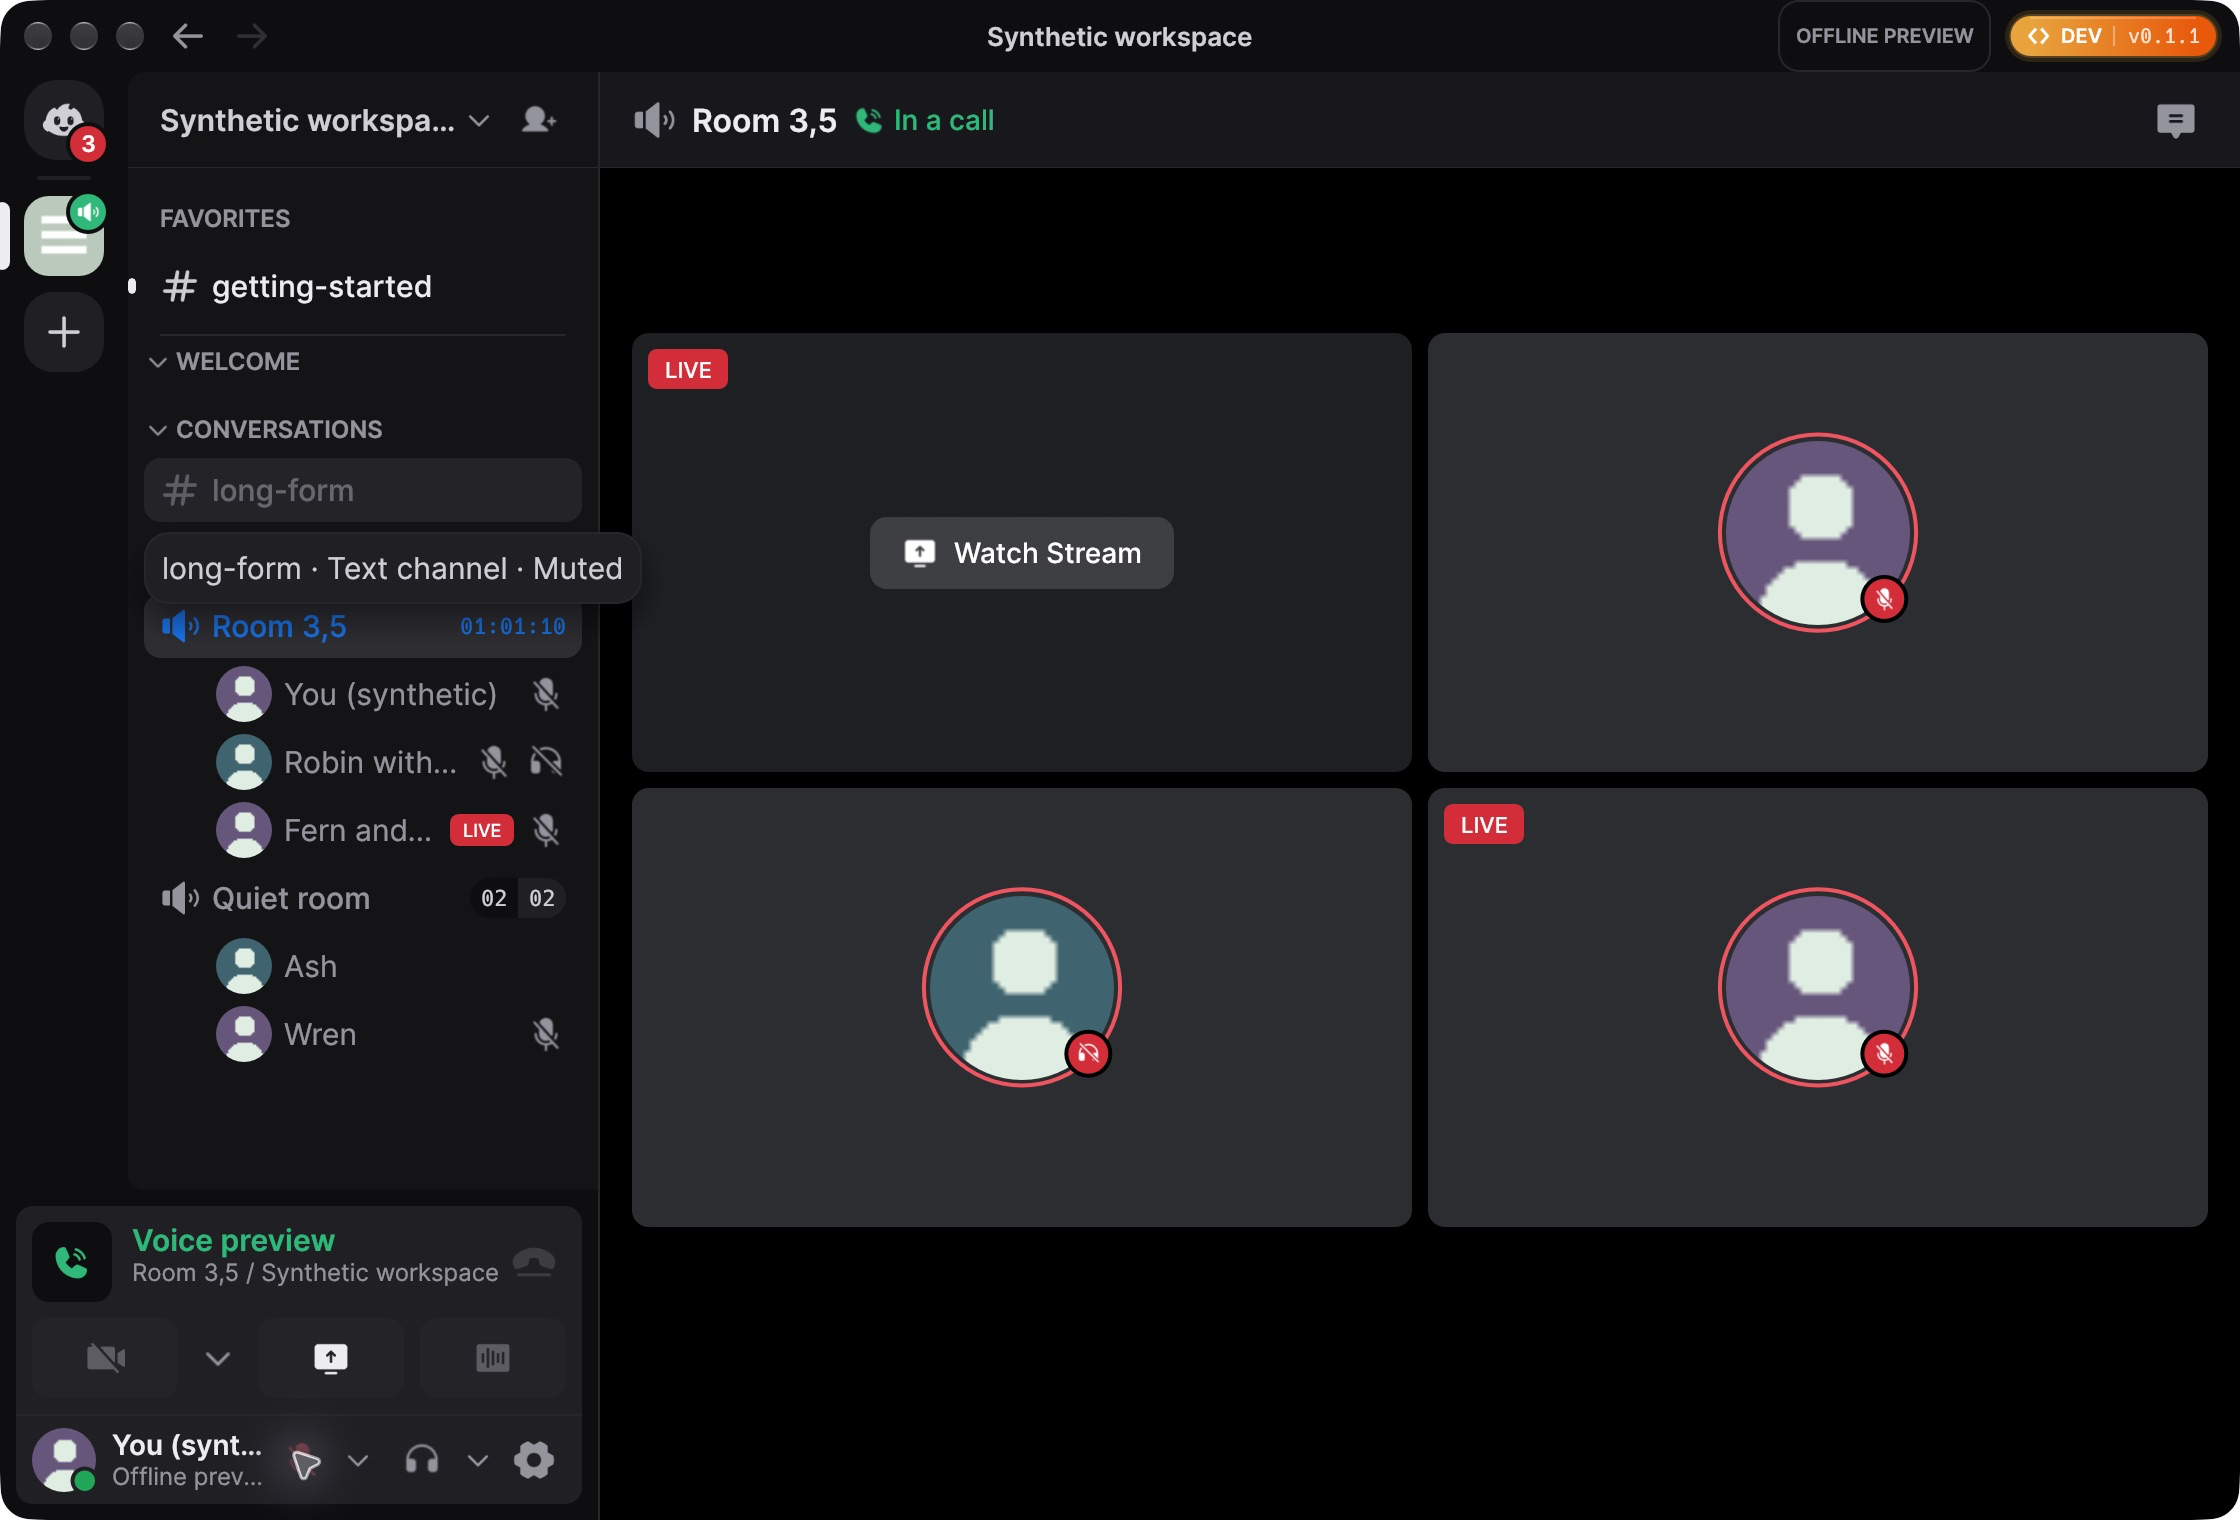 Synthetic workspace
OFFLINE PREVIEW
DEV
v0.1.1
3
Synthetic workspa...
FAVORITES
getting-started
WELCOME
CONVERSATIONS
long-form
long-form · Text channel · Muted
Room 3,5
01:01:10
You (synthetic)
Robin with...
Fern and...
LIVE
Quiet room
02 02
Ash
Wren
Voice preview
Room 3,5 / Synthetic workspace
You (synt...
Offline prev...
Room 3,5
In a call
LIVE
Watch Stream
LIVE